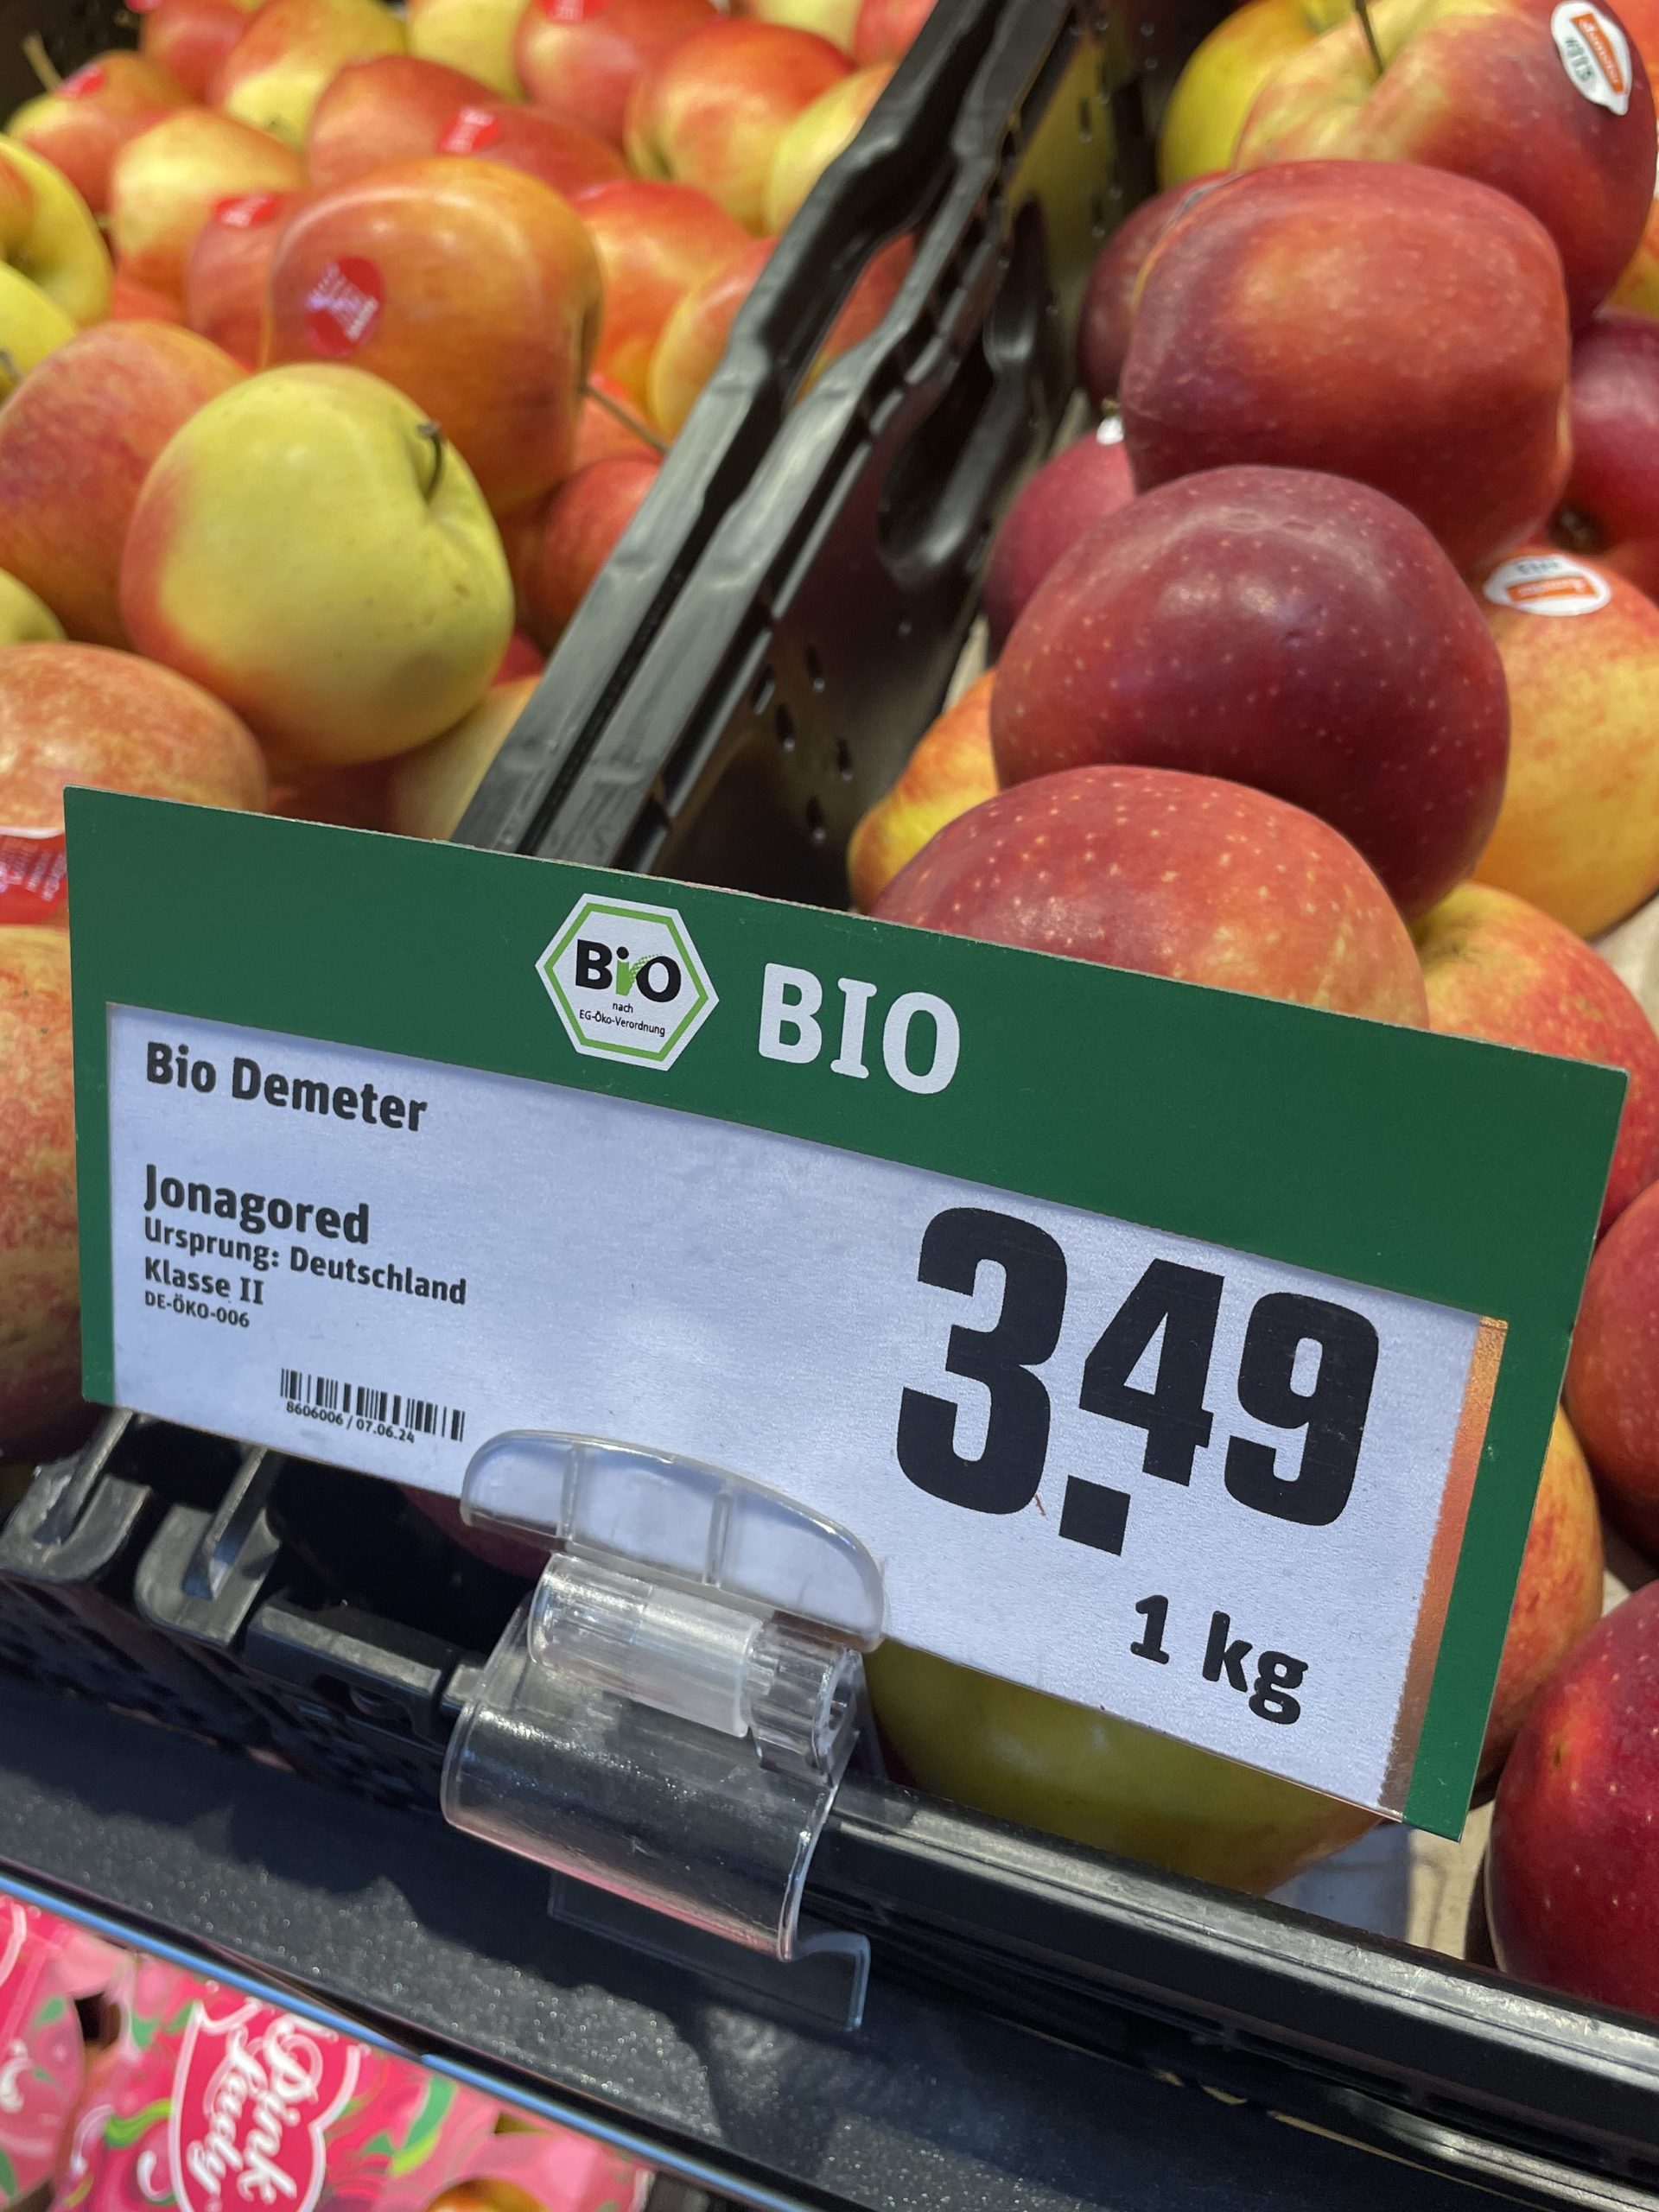 BiO
nach
EG-Öko-Verordnung
BIO
Bio Demeter
Jonagored
Ursprung: Deutschland
Klasse II
DE-ÖKO-006
8606006 / 07.06.24
3.49
1 kg
Pink
Lady